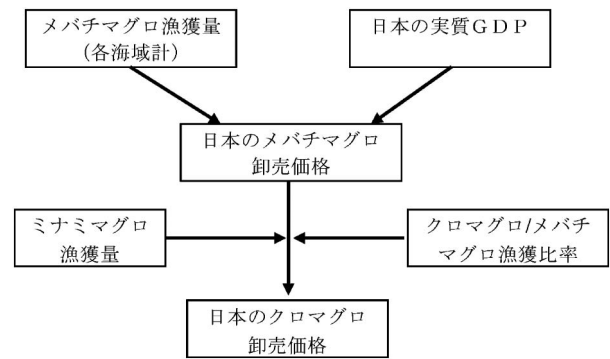 メバチマグロ漁獲量
(各海域計)
日本の実質ＧＤＰ
日本のメバチマグロ
卸売価格
ミナミマグロ
漁獲量
クロマグロ/メバチ
マグロ漁獲比率
日本のクロマグロ
卸売価格